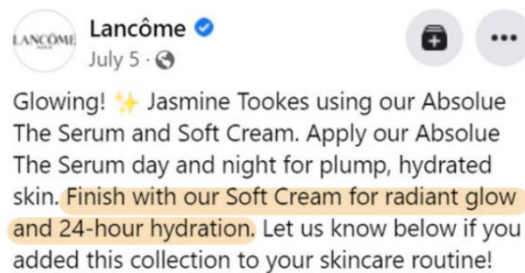 LANCÔME
Lancôme
July 5 ·
Glowing! ✨ Jasmine Tookes using our Absolue
The Serum and Soft Cream. Apply our Absolue
The Serum day and night for plump, hydrated
skin. Finish with our Soft Cream for radiant glow
and 24-hour hydration. Let us know below if you
added this collection to your skincare routine!